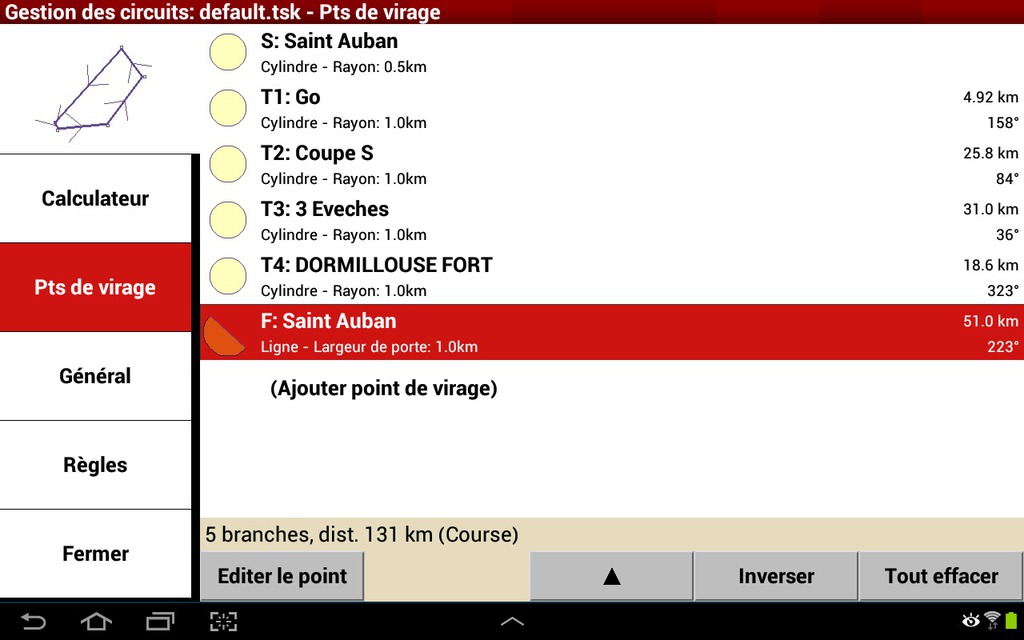 Gestion des circuits: default.tsk - Pts de virage
Calculateur
Pts de virage
Général
Règles
Fermer
S: Saint Auban
Cylindre - Rayon: 0.5km
T1: Go
4.92 km
Cylindre - Rayon: 1.0km
158°
T2: Coupe S
25.8 km
Cylindre - Rayon: 1.0km
84°
T3: 3 Eveches
31.0 km
Cylindre - Rayon: 1.0km
36°
T4: DORMILLOUSE FORT
18.6 km
Cylindre - Rayon: 1.0km
323°
F: Saint Auban
51.0 km
Ligne - Largeur de porte: 1.0km
223°
(Ajouter point de virage)
5 branches, dist. 131 km (Course)
Editer le point
▲
Inverser
Tout effacer